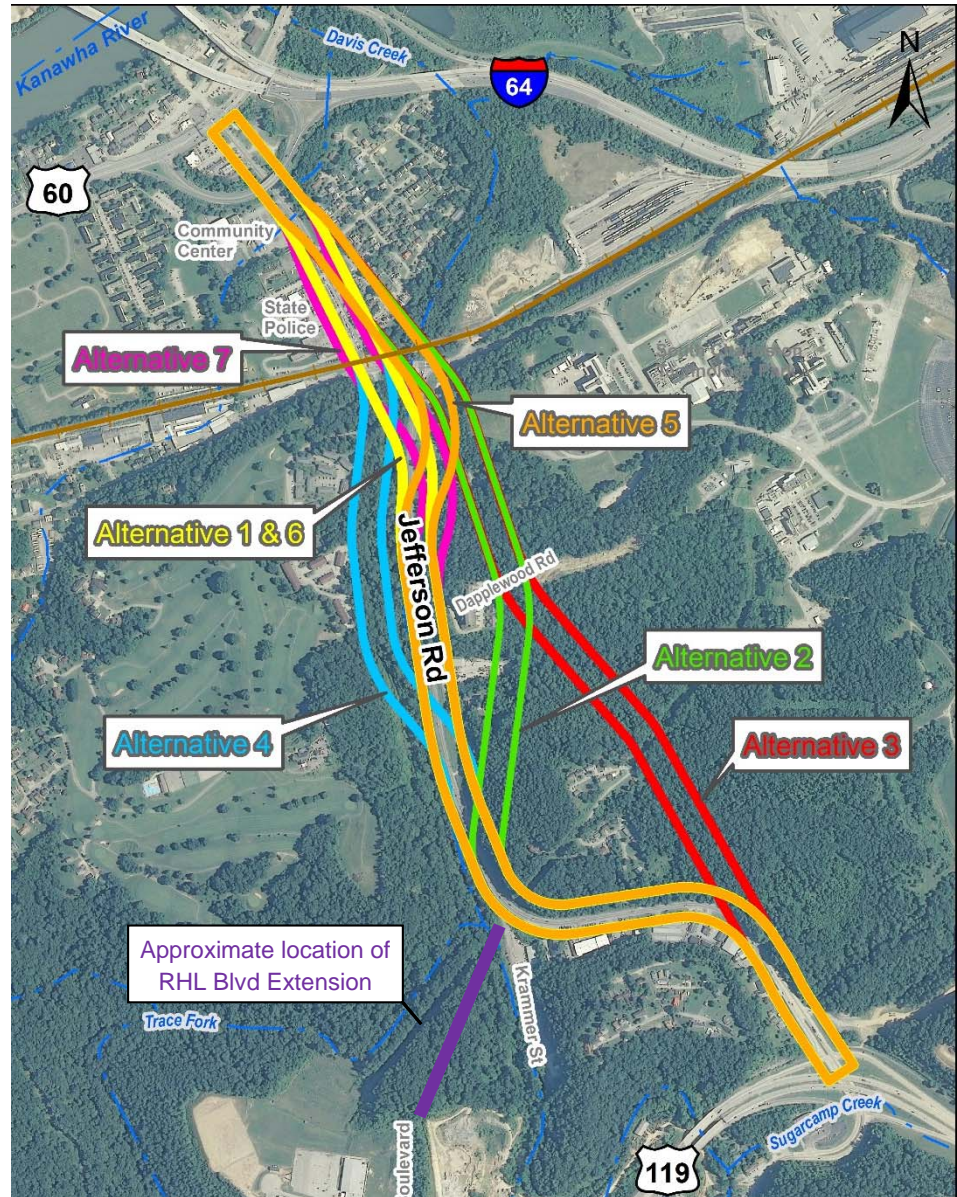 Kanawha River
Davis Creek
N
64
60
Community
Center
State
Police
Alternative 7
Alternative 5
Alternative 1 & 6
Jefferson Rd
Dapplewood Rd
Alternative 2
Alternative 4
Alternative 3
Approximate location of
RHL Blvd Extension
Krammer St
Trace Fork
oulevard
Sugarcamp Creek
119